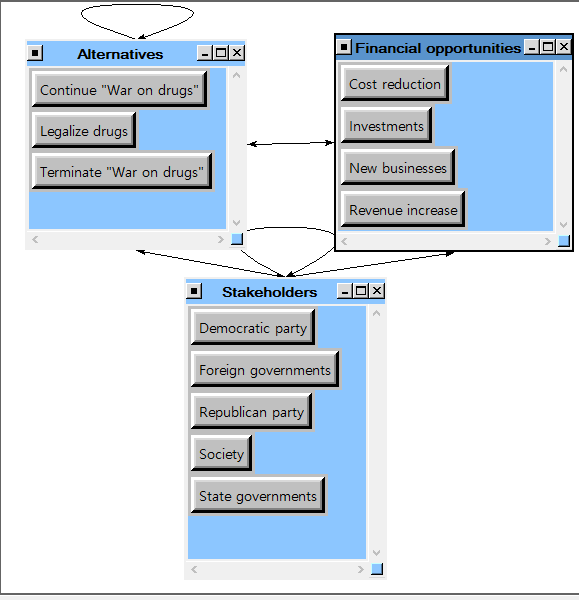 Alternatives
Continue "War on drugs"
Legalize drugs
Terminate "War on drugs"
Financial opportunities
Cost reduction
Investments
New businesses
Revenue increase
Stakeholders
Democratic party
Foreign governments
Republican party
Society
State governments